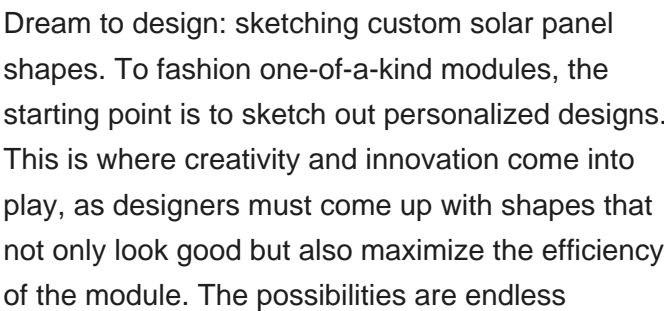 Dream to design: sketching custom solar panel
shapes. To fashion one-of-a-kind modules, the
starting point is to sketch out personalized designs.
This is where creativity and innovation come into
play, as designers must come up with shapes that
not only look good but also maximize the efficiency
of the module. The possibilities are endless